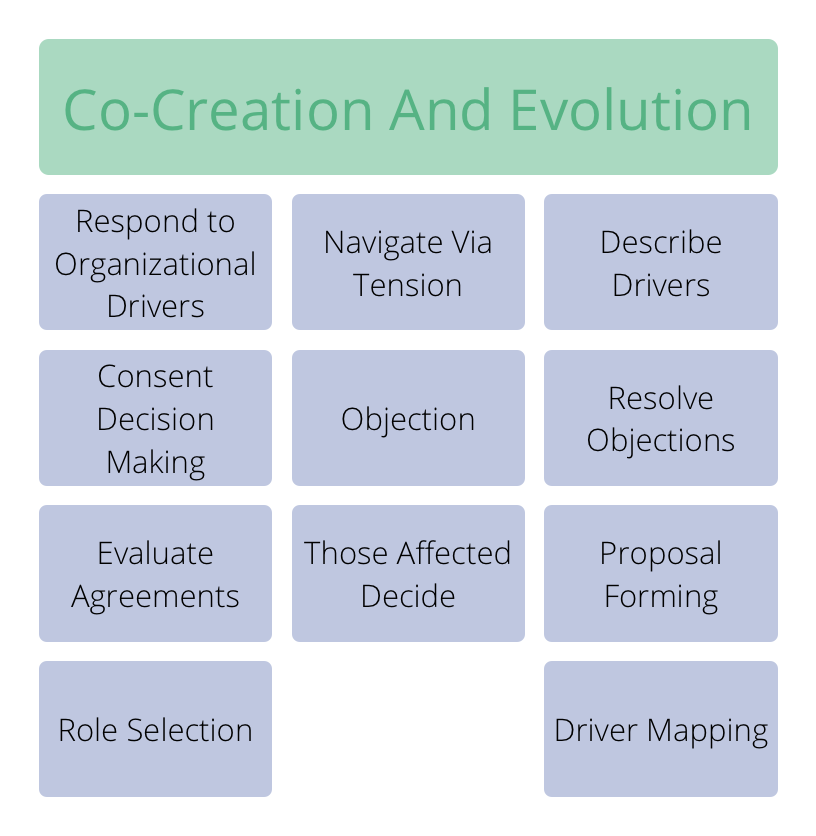 Co-Creation And Evolution
Respond to
Organizational
Drivers
Navigate Via
Tension
Describe
Drivers
Consent
Decision
Making
Objection
Resolve
Objections
Evaluate
Agreements
Those Affected
Decide
Proposal
Forming
Role Selection
Driver Mapping